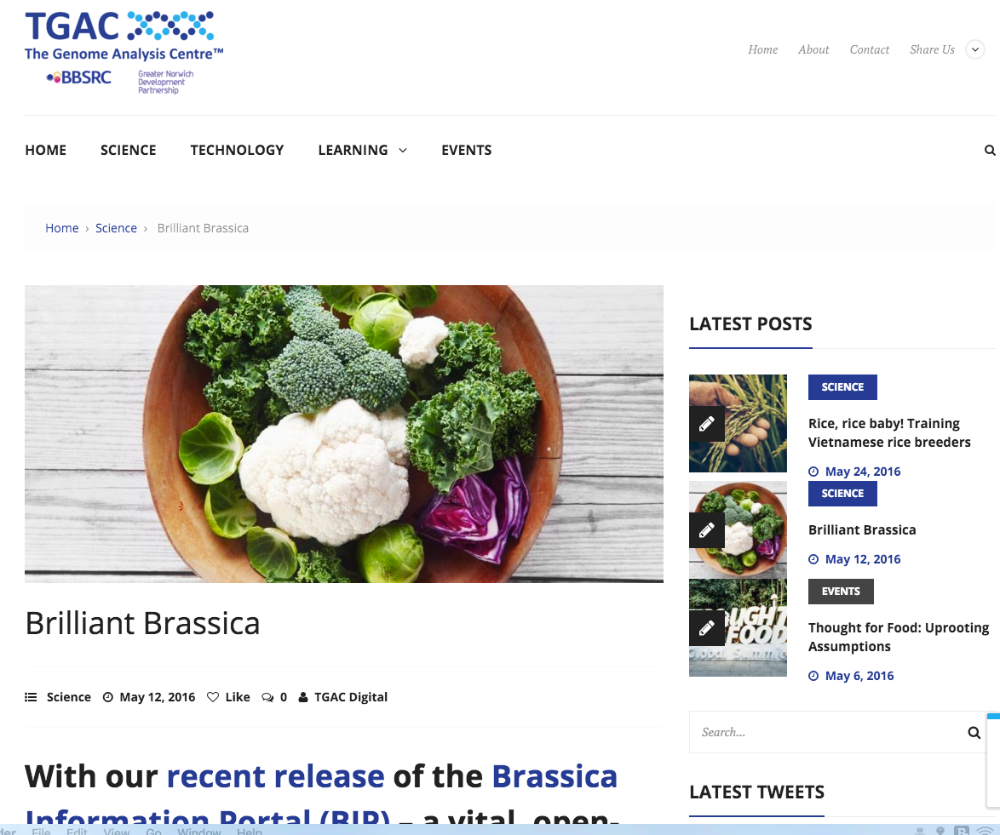 TGAC
The Genome Analysis Centre™
BBSRC
Greater Norwich
Development
Partnership
Home About Contact Share Us
HOME SCIENCE TECHNOLOGY LEARNING EVENTS
Home › Science › Brilliant Brassica
Brilliant Brassica
Science May 12, 2016 Like 0 TGAC Digital
With our recent release of the Brassica
Information Portal (BIP) – a vital, open-
LATEST POSTS
SCIENCE
Rice, rice baby! Training
Vietnamese rice breeders
May 24, 2016
SCIENCE
Brilliant Brassica
May 12, 2016
UGHT
FOOD
Global Summ
EVENTS
Thought for Food: Uprooting
Assumptions
May 6, 2016
Search...
LATEST TWEETS
der File Edit View Go Window Help